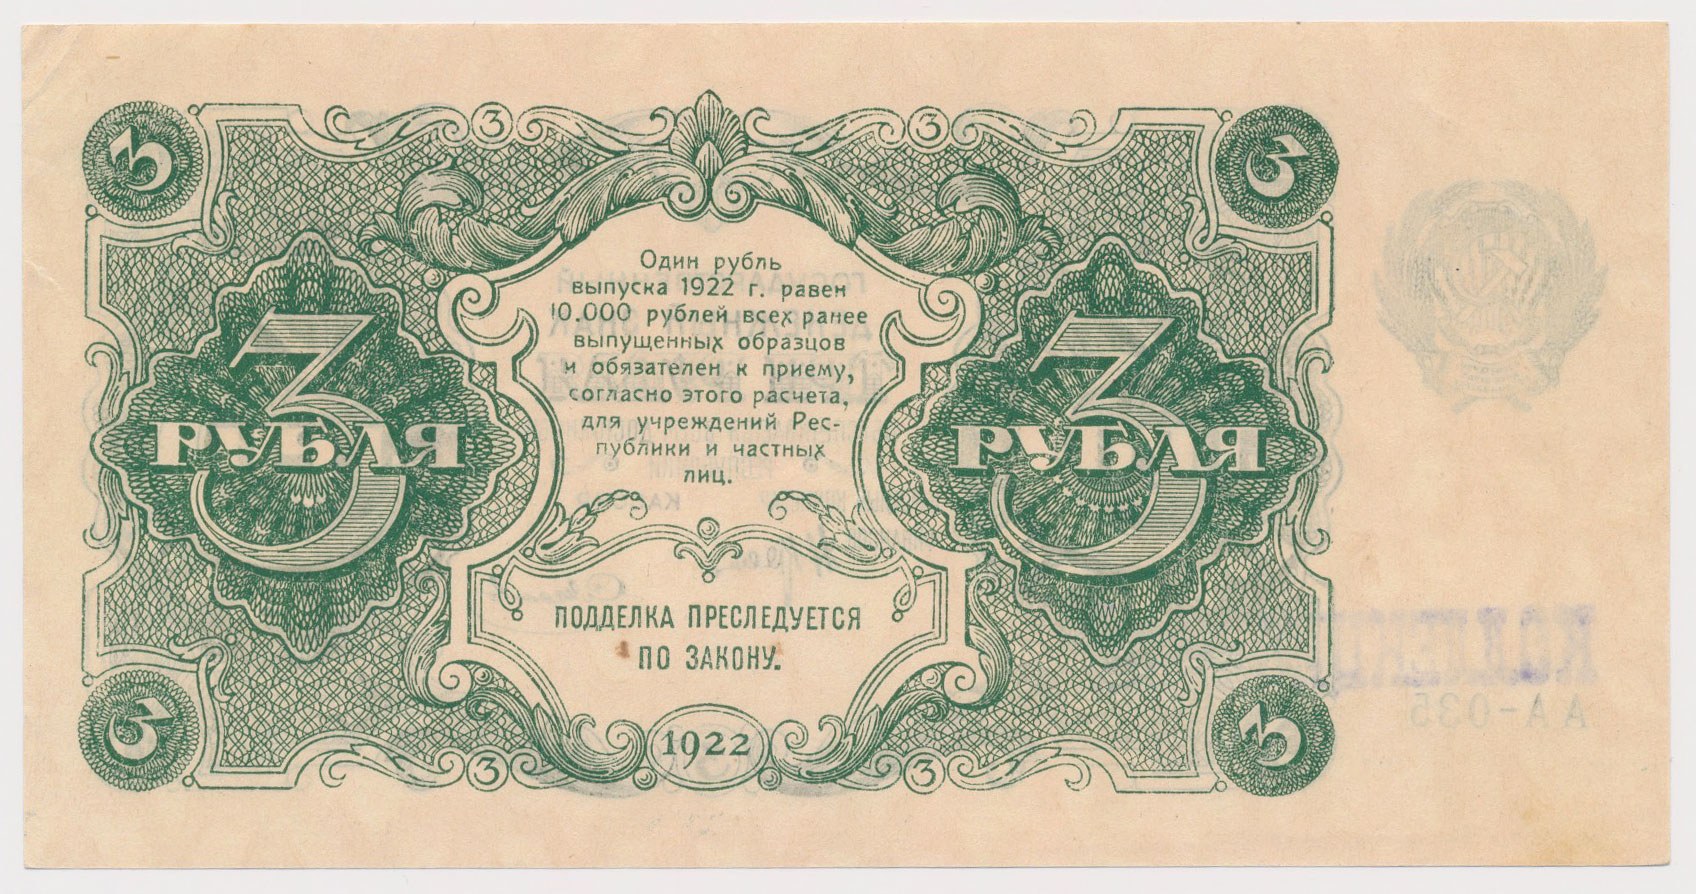 3 3 3 3
Один рубль
выпуска 1922 г. равен
10.000 рублей всех ранее
выпущенных образцов
и обязателен к приему,
согласно этого расчета,
для учреждений Рес-
публики и частных
лиц.
3 РУБЛЯ 3 РУБЛЯ
ПОДДЕЛКА ПРЕСЛЕДУЕТСЯ
ПО ЗАКОНУ.
АА-035
3 3 1922 3 3